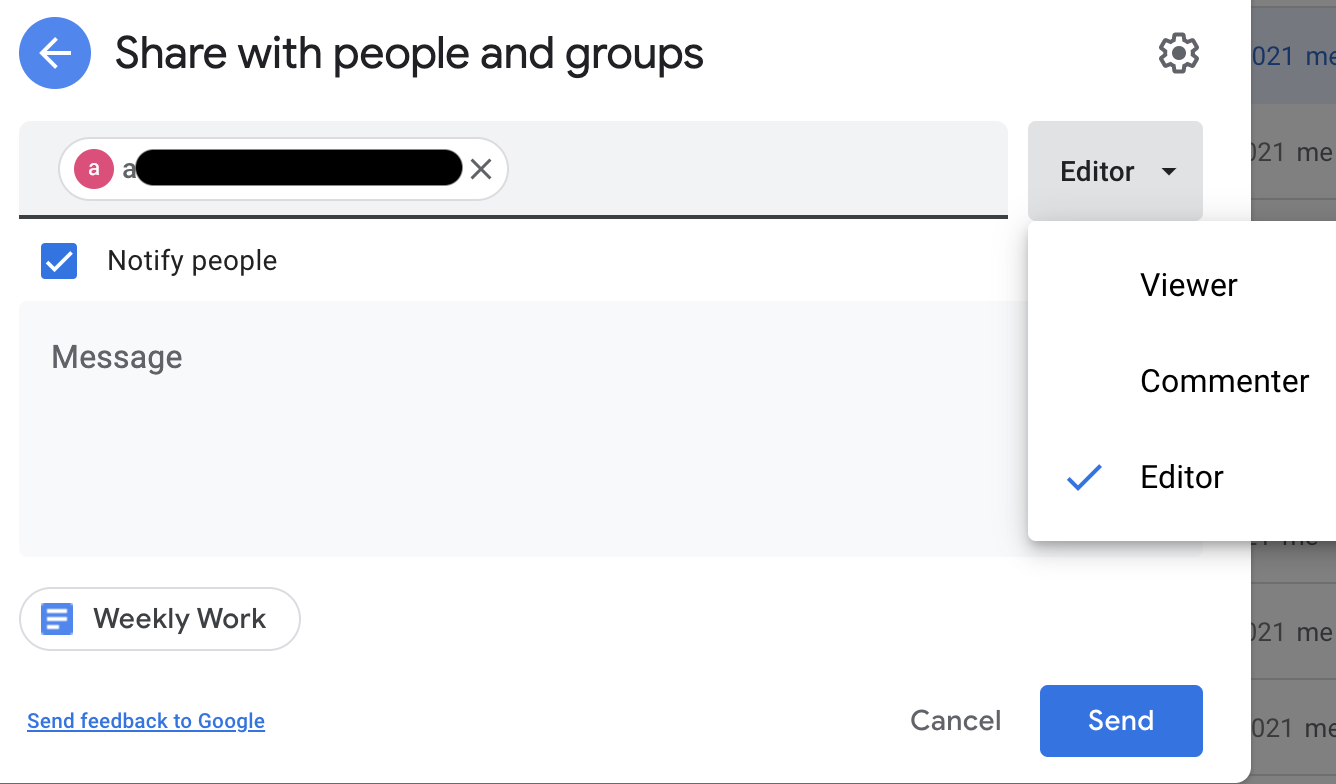 Share with people and groups
a a
Editor
Notify people
Viewer
Message
Commenter
Editor
Weekly Work
Send feedback to Google
Cancel
Send
021 me
021 me
021 me
021 me